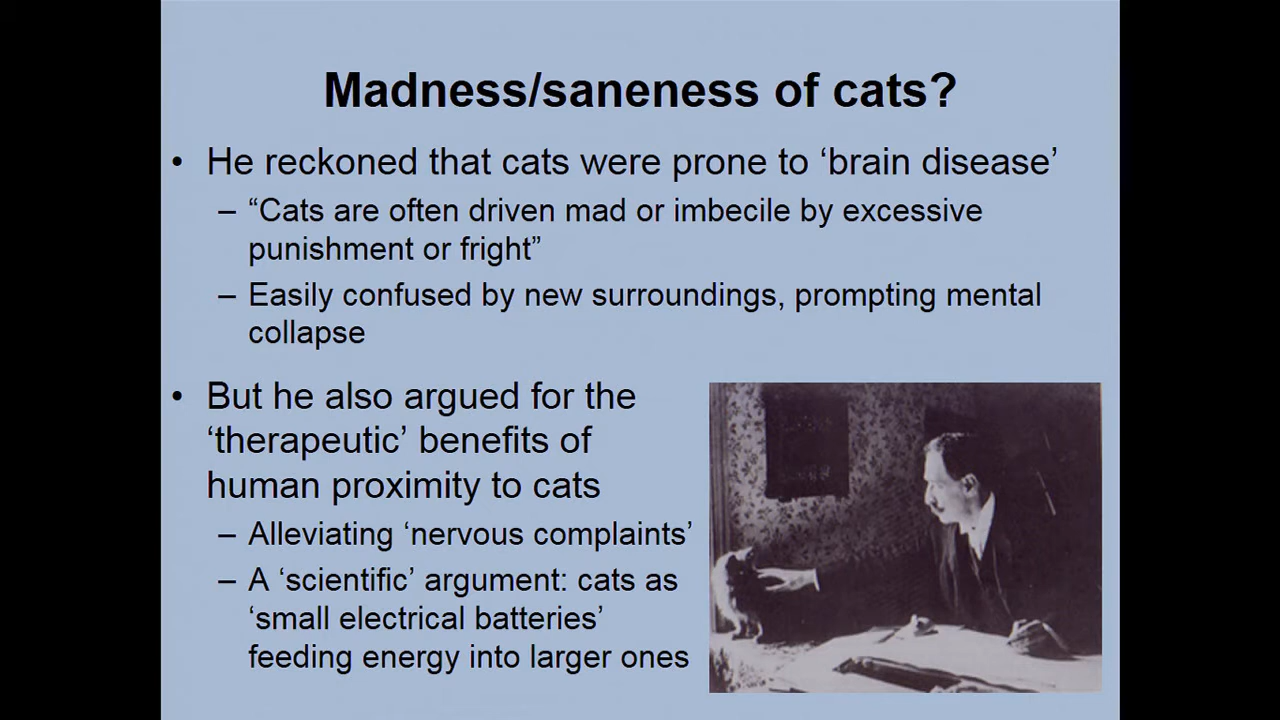 Madness/saneness of cats?
• He reckoned that cats were prone to ‘brain disease’
– “Cats are often driven mad or imbecile by excessive
punishment or fright”
– Easily confused by new surroundings, prompting mental
collapse
• But he also argued for the
‘therapeutic’ benefits of
human proximity to cats
– Alleviating ‘nervous complaints’
– A ‘scientific’ argument: cats as
‘small electrical batteries’
feeding energy into larger ones